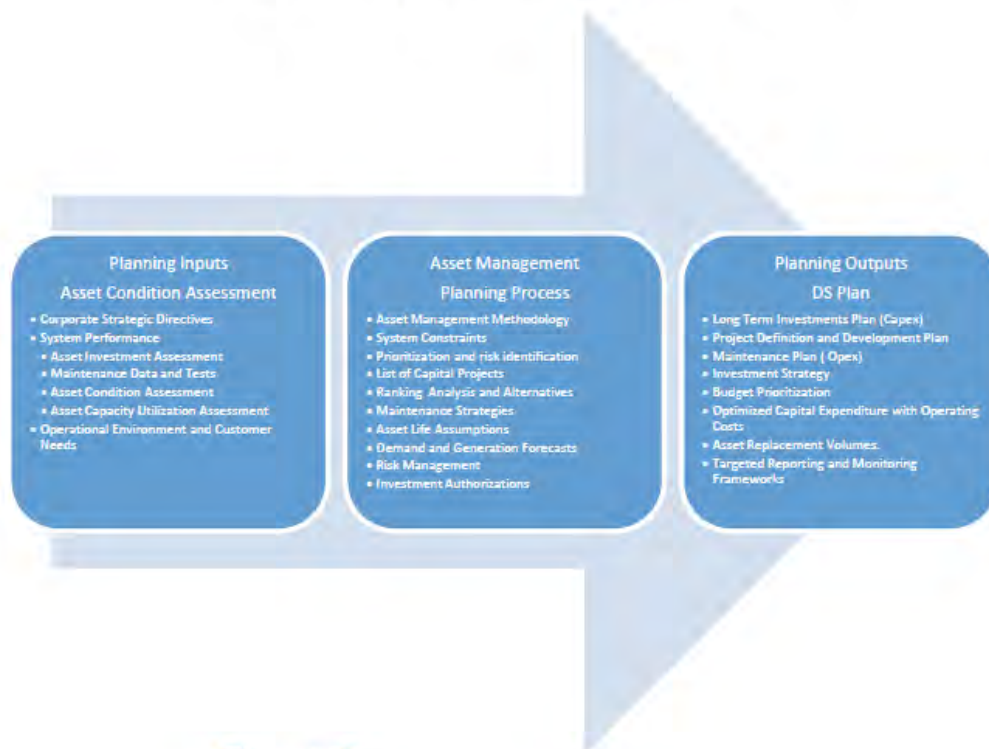 Planning Inputs
Asset Condition Assessment
• Corporate Strategic Directives
• System Performance
• Asset Investment Assessment
• Maintenance Data and Tests
• Asset Condition Assessment
• Asset Capacity Utilization Assessment
• Operational Environment and Customer
Needs
Asset Management
Planning Process
• Asset Management Methodology
• System Constraints
• Prioritization and risk identification
• List of Capital Projects
• Ranking Analysis and Alternatives
• Maintenance Strategies
• Asset Life Assumptions
• Demand and Generation Forecasts
• Risk Management
• Investment Authorizations
Planning Outputs
DS Plan
• Long Term Investments Plan (Capex)
• Project Definition and Development Plan
• Maintenance Plan ( Opex)
• Investment Strategy
• Budget Prioritization
• Optimized Capital Expenditure with Operating
Costs
• Asset Replacement Volumes.
• Targeted Reporting and Monitoring
Frameworks